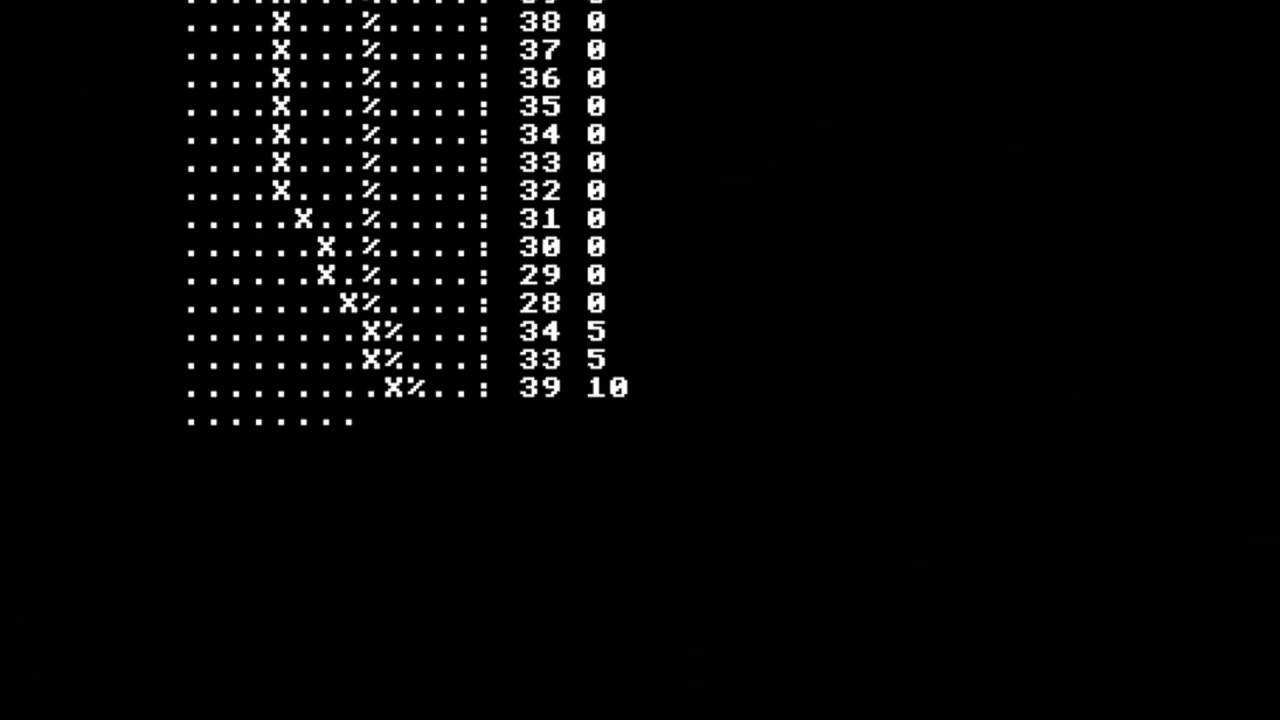 ....X...%....: 38 0
....X...%....: 37 0
....X...%....: 36 0
....X...%....: 35 0
....X...%....: 34 0
....X...%....: 33 0
....X...%....: 32 0
.....X..%....: 31 0
......X.%....: 30 0
......X.%....: 29 0
.......X%....: 28 0
........X%...: 34 5
........X%...: 33 5
.........X%..: 39 10
........